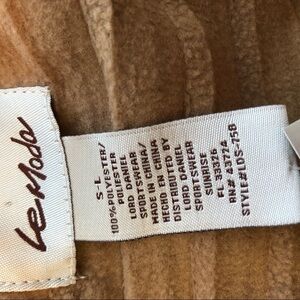 Le Moda
S-L
100%POLYESTER/
POLIESTER
LORD DANIEL
SPORTSWEAR/
MADE IN CHINA/
HECHO EN CHINA
DISTRIBUTED BY
LORD DANIEL
SPORTSWEAR
SUNRISE
FL 33325
RN# 43724
STYLE#LDS-758